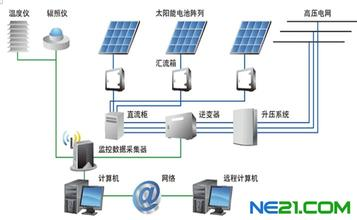 温度仪
辐照仪
太阳能电池阵列
高压电网
汇流箱
直流柜
逆变器
升压系统
监控数据采集器
计算机
网络
远程计算机
@
NE21.COM